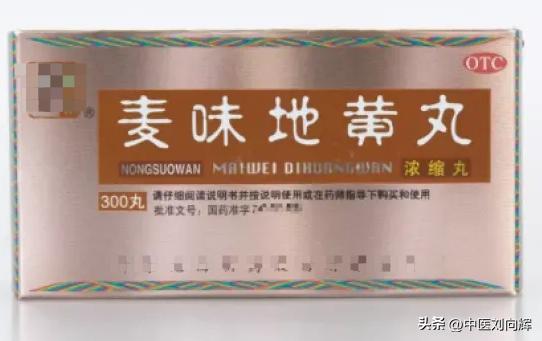 OTC
®
麦味地黄丸
NONGSUOWAN MAIWEI DIHUANGWAN 浓缩丸
300丸 请仔细阅读说明书并按说明使用或在药师指导下购买和使用
批准文号：国药准字Z
头条 @中医刘向辉